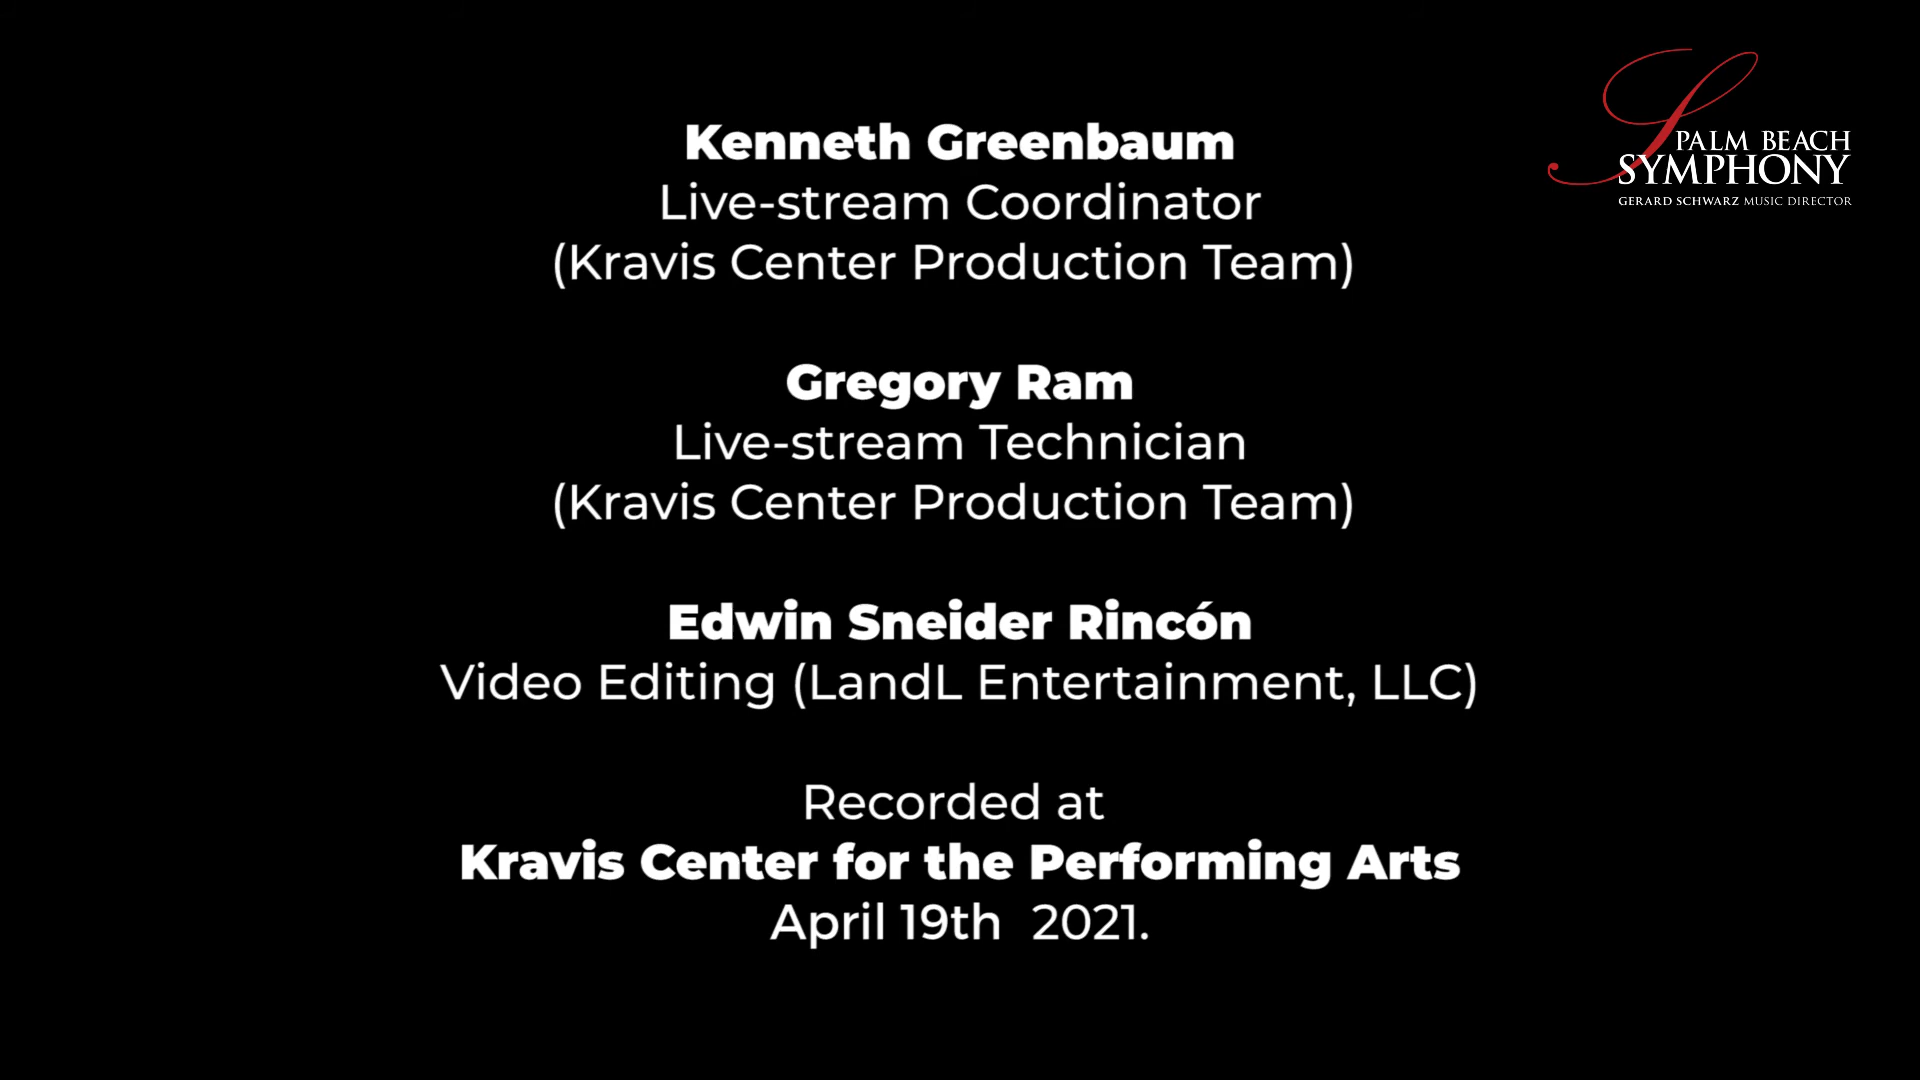 Kenneth Greenbaum
Live-stream Coordinator
(Kravis Center Production Team)
Gregory Ram
Live-stream Technician
(Kravis Center Production Team)
Edwin Sneider Rincón
Video Editing (LandL Entertainment, LLC)
Recorded at
Kravis Center for the Performing Arts
April 19th  2021.
PALM BEACH
SYMPHONY
GERARD SCHWARZ MUSIC DIRECTOR